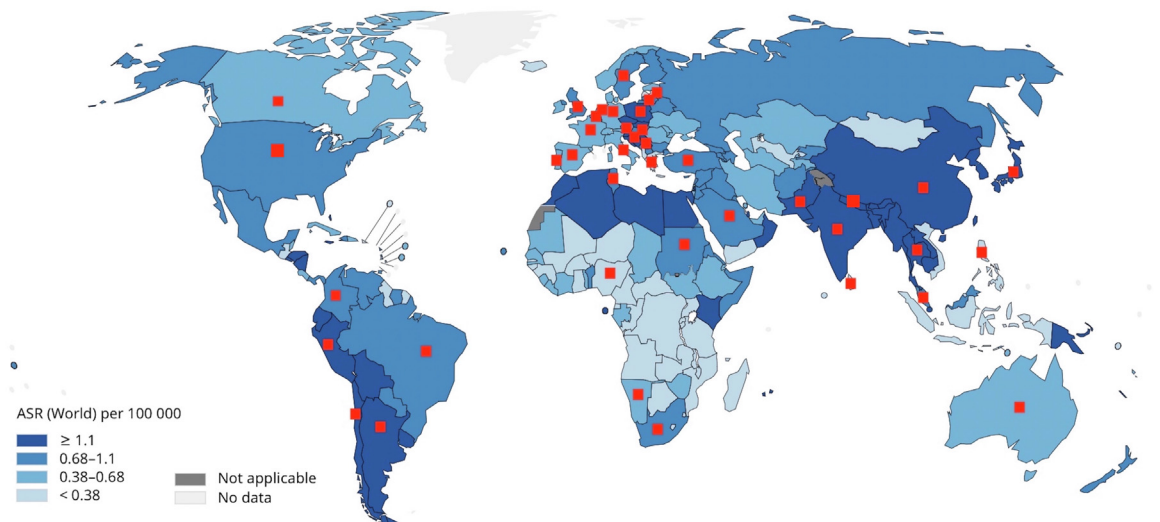 ASR (World) per 100 000
≥ 1.1
0.68–1.1
0.38–0.68
< 0.38
Not applicable
No data